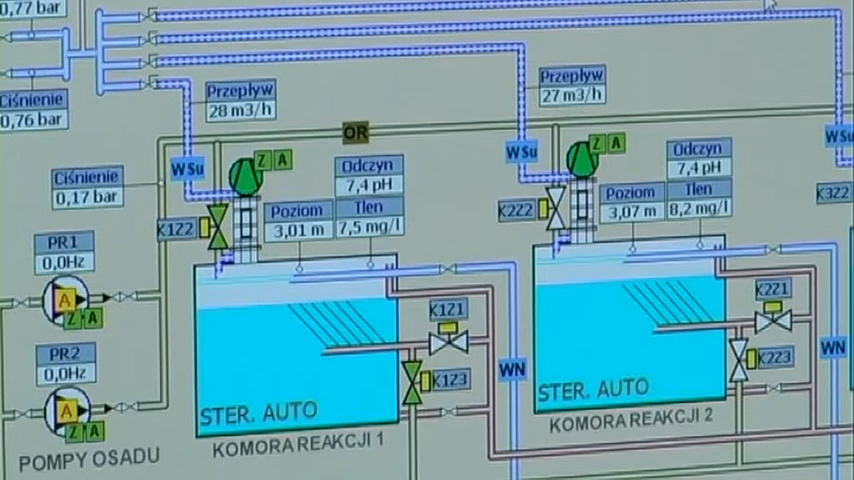 0,77 bar
Ciśnienie
0,76 bar
Przepływ
28 m3/h
Przepływ
27 m3/h
OR
WSu
Z A
WSu
Z A
WSu
Ciśnienie
0,17 bar
Odczyn
7,4 pH
Tlen
7,5 mg/l
Poziom
3,01 m
Odczyn
7,4 pH
Tlen
8,2 mg/l
Poziom
3,07 m
K1Z2
K2Z2
K3Z2
PR1
0,0Hz
A
Z A
K1Z1
K2Z1
PR2
0,0Hz
A
Z A
K1Z3
WN
K2Z3
WN
STER. AUTO
KOMORA REAKCJI 1
STER. AUTO
KOMORA REAKCJI 2
POMPY OSADU